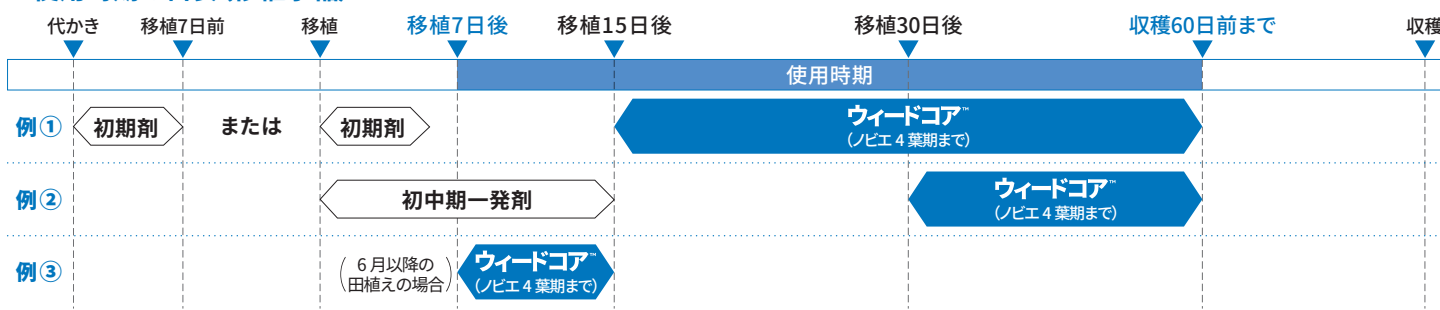 代かき 移植7日前 移植 移植7日後 移植15日後 移植30日後 収穫60日前まで 収穫
使用時期
例① 初期剤 または 初期剤 ウィードコア™
(ノビエ4葉期まで)
例② 初中期一発剤 ウィードコア™
(ノビエ4葉期まで)
例③ (6月以降の
田植えの場合) ウィードコア™
(ノビエ4葉期まで)